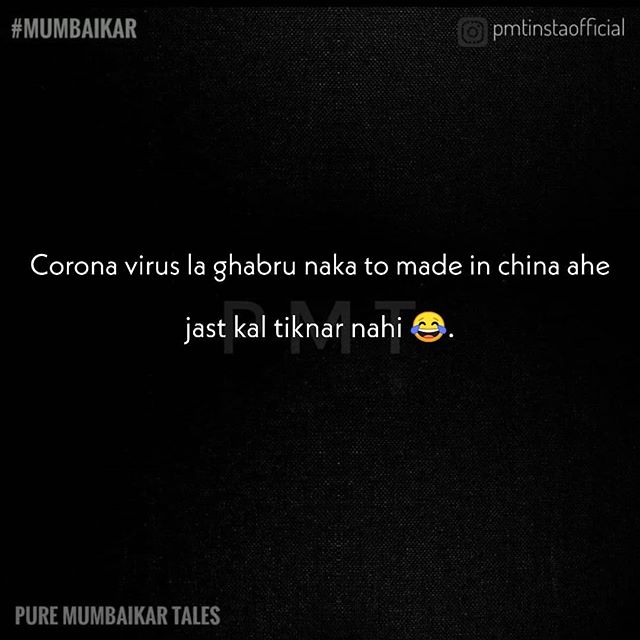 #MUMBAIKAR
pmtinstaofficial
Corona virus la ghabru naka to made in china ahe
jast kal tiknar nahi 😂.
PMT
PURE MUMBAIKAR TALES